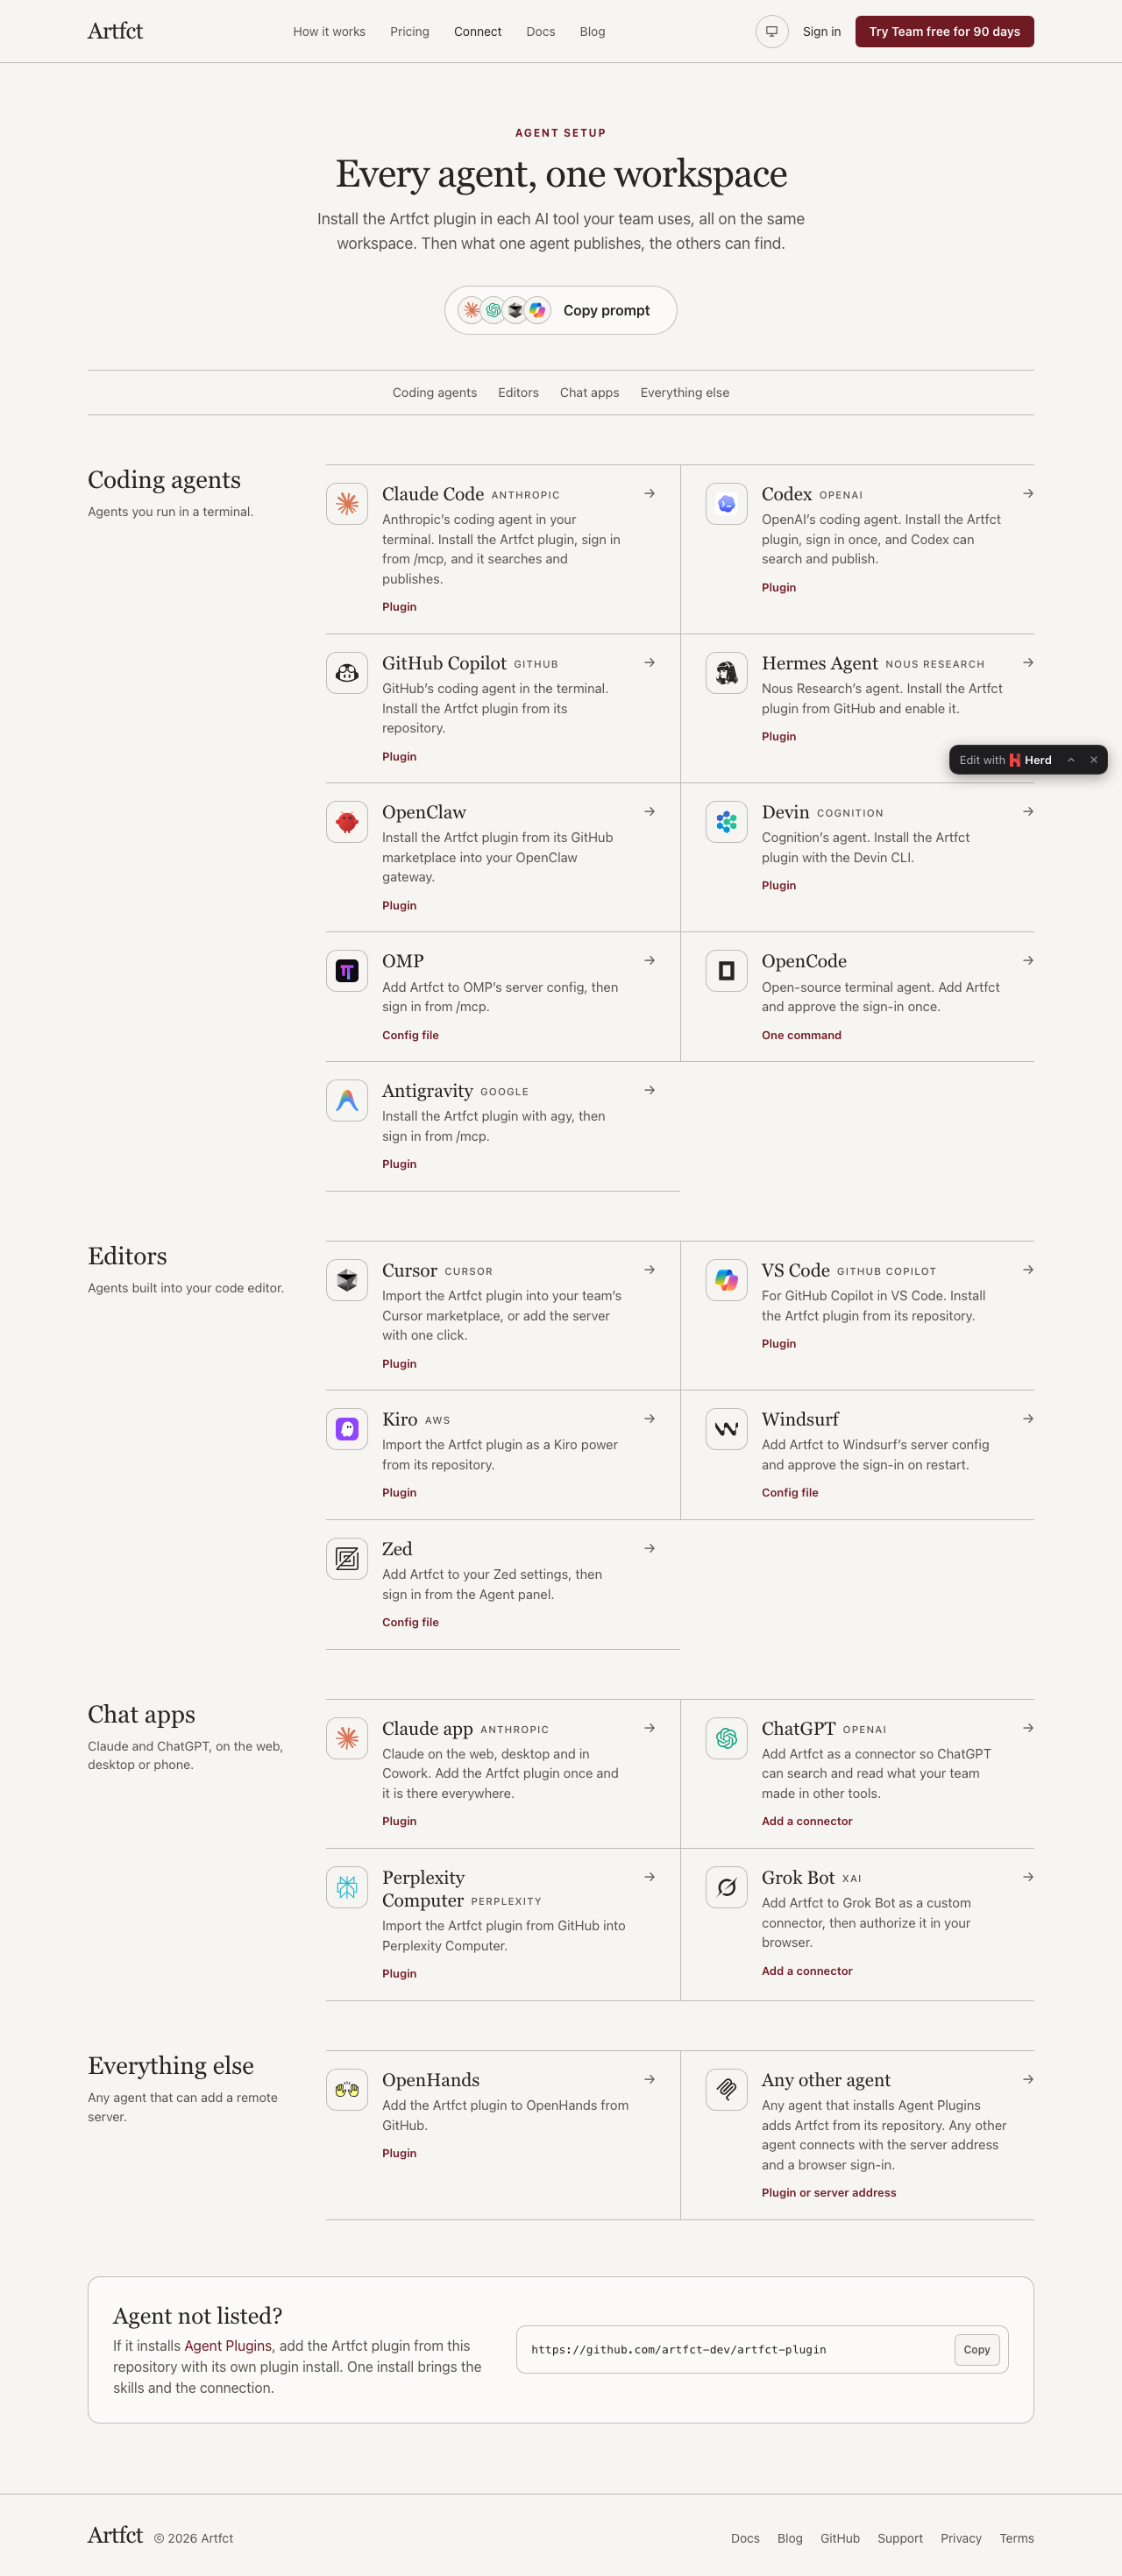 Artfct
How it works
Pricing
Connect
Docs
Blog
Sign in
Try Team free for 90 days
AGENT SETUP
Every agent, one workspace
Install the Artfct plugin in each AI tool your team uses, all on the same
workspace. Then what one agent publishes, the others can find.
Copy prompt
Coding agents
Editors
Chat apps
Everything else
Coding agents
Agents you run in a terminal.
Claude Code ANTHROPIC
Anthropic’s coding agent in your
terminal. Install the Artfct plugin, sign in
from /mcp, and it searches and
publishes.
Plugin
Codex OPENAI
OpenAI’s coding agent. Install the Artfct
plugin, sign in once, and Codex can
search and publish.
Plugin
GitHub Copilot GITHUB
GitHub’s coding agent in the terminal.
Install the Artfct plugin from its
repository.
Plugin
Hermes Agent NOUS RESEARCH
Nous Research’s agent. Install the Artfct
plugin from GitHub and enable it.
Plugin
Edit with Herd
OpenClaw
Install the Artfct plugin from its GitHub
marketplace into your OpenClaw
gateway.
Plugin
Devin COGNITION
Cognition’s agent. Install the Artfct
plugin with the Devin CLI.
Plugin
OMP
Add Artfct to OMP’s server config, then
sign in from /mcp.
Config file
OpenCode
Open-source terminal agent. Add Artfct
and approve the sign-in once.
One command
Antigravity GOOGLE
Install the Artfct plugin with agy, then
sign in from /mcp.
Plugin
Editors
Agents built into your code editor.
Cursor CURSOR
Import the Artfct plugin into your team’s
Cursor marketplace, or add the server
with one click.
Plugin
VS Code GITHUB COPILOT
For GitHub Copilot in VS Code. Install
the Artfct plugin from its repository.
Plugin
Kiro AWS
Import the Artfct plugin as a Kiro power
from its repository.
Plugin
Windsurf
Add Artfct to Windsurf’s server config
and approve the sign-in on restart.
Config file
Zed
Add Artfct to your Zed settings, then
sign in from the Agent panel.
Config file
Chat apps
Claude and ChatGPT, on the web,
desktop or phone.
Claude app ANTHROPIC
Claude on the web, desktop and in
Cowork. Add the Artfct plugin once and
it is there everywhere.
Plugin
ChatGPT OPENAI
Add Artfct as a connector so ChatGPT
can search and read what your team
made in other tools.
Add a connector
Perplexity
Computer PERPLEXITY
Import the Artfct plugin from GitHub into
Perplexity Computer.
Plugin
Grok Bot XAI
Add Artfct to Grok Bot as a custom
connector, then authorize it in your
browser.
Add a connector
Everything else
Any agent that can add a remote
server.
OpenHands
Add the Artfct plugin to OpenHands from
GitHub.
Plugin
Any other agent
Any agent that installs Agent Plugins
adds Artfct from its repository. Any other
agent connects with the server address
and a browser sign-in.
Plugin or server address
Agent not listed?
If it installs Agent Plugins, add the Artfct plugin from this
repository with its own plugin install. One install brings the
skills and the connection.
https://github.com/artfct-dev/artfct-plugin
Copy
Artfct
© 2026 Artfct
Docs
Blog
GitHub
Support
Privacy
Terms